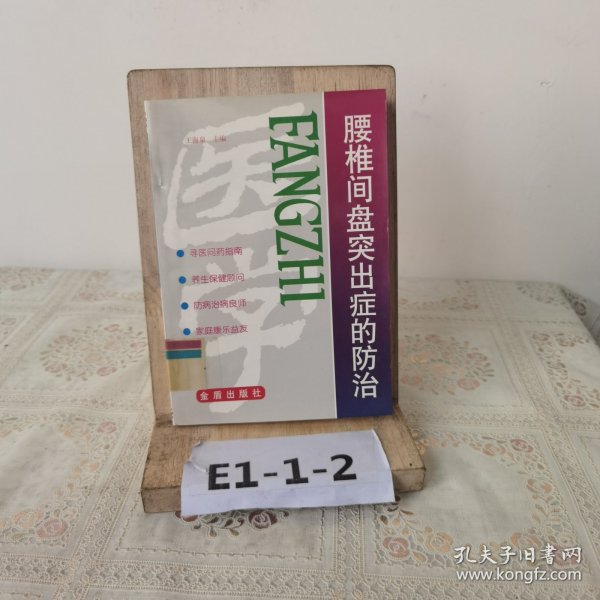 王海泉 主编
医学
FANGZHI
腰椎间盘突出症的防治
寻医问药指南
养生保健顾问
防病治病良师
家庭康乐益友
金盾出版社
E1-1-2
孔夫子旧书网
www.kongfz.com